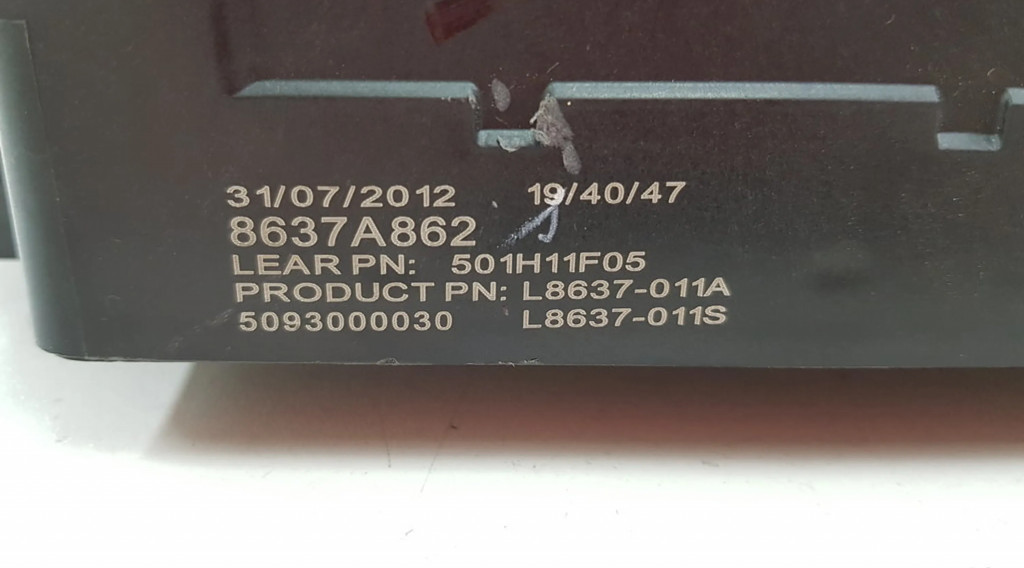 31/07/2012 19/40/47
8637A862
LEAR PN: 501H11F05
PRODUCT PN: L8637-011A
5093000030 L8637-011S